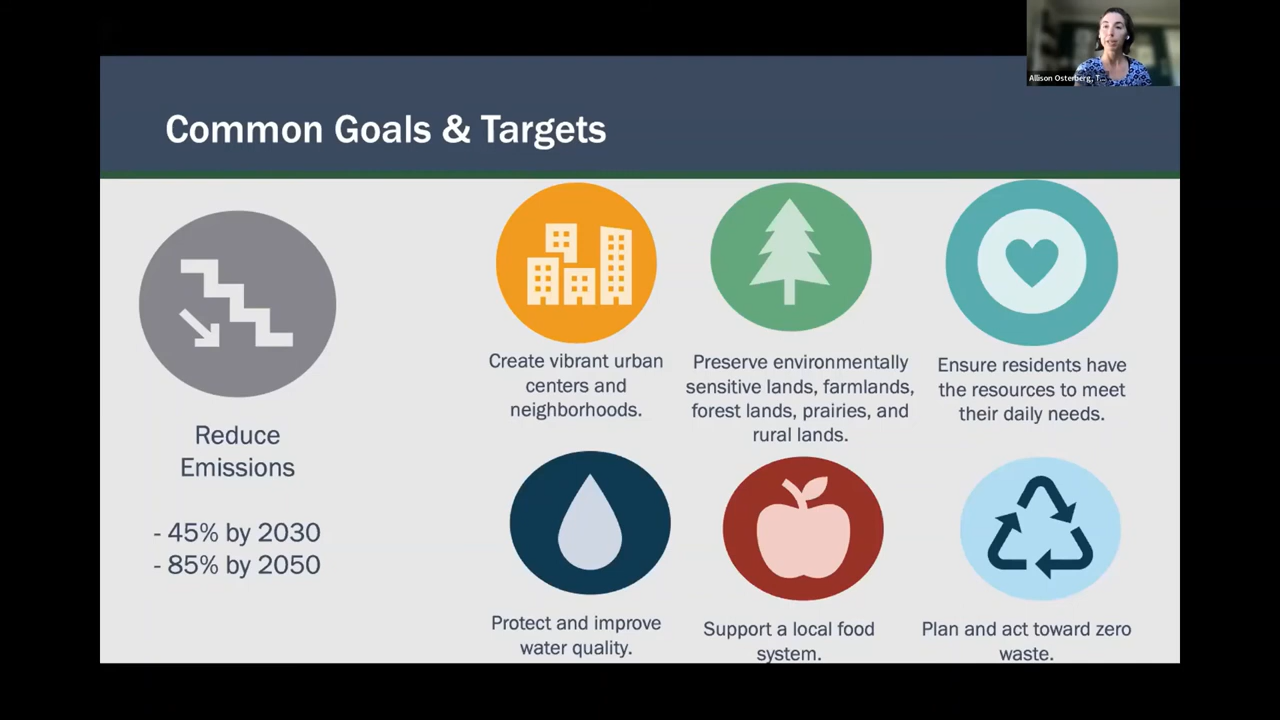 Allison Osterberg, T...
Common Goals & Targets
Reduce
Emissions
- 45% by 2030
- 85% by 2050
Create vibrant urban
centers and
neighborhoods.
Preserve environmentally
sensitive lands, farmlands,
forest lands, prairies, and
rural lands.
Ensure residents have
the resources to meet
their daily needs.
Protect and improve
water quality.
Support a local food
system.
Plan and act toward zero
waste.